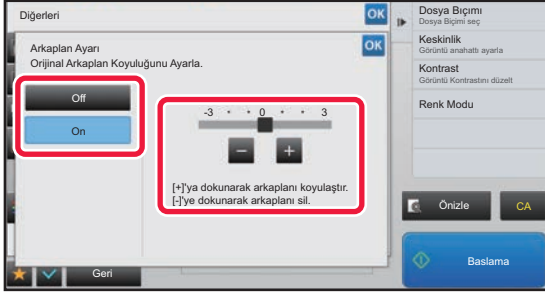 Diğerleri
OK
Arkaplan Ayarı
OK
Orijinal Arkaplan Koyuluğunu Ayarla.
Off
On
-3 • • 0 • • 3
− +
[+]'ya dokunarak arkaplanı koyulaştır.
[-]'ye dokunarak arkaplanı sil.
Geri
Dosya Bıçımı
Dosya Biçimi seç
Keskinlik
Görüntü anahattı ayarla
Kontrast
Görüntü Kontrastını düzelt
Renk Modu
Önizle
CA
Baslama